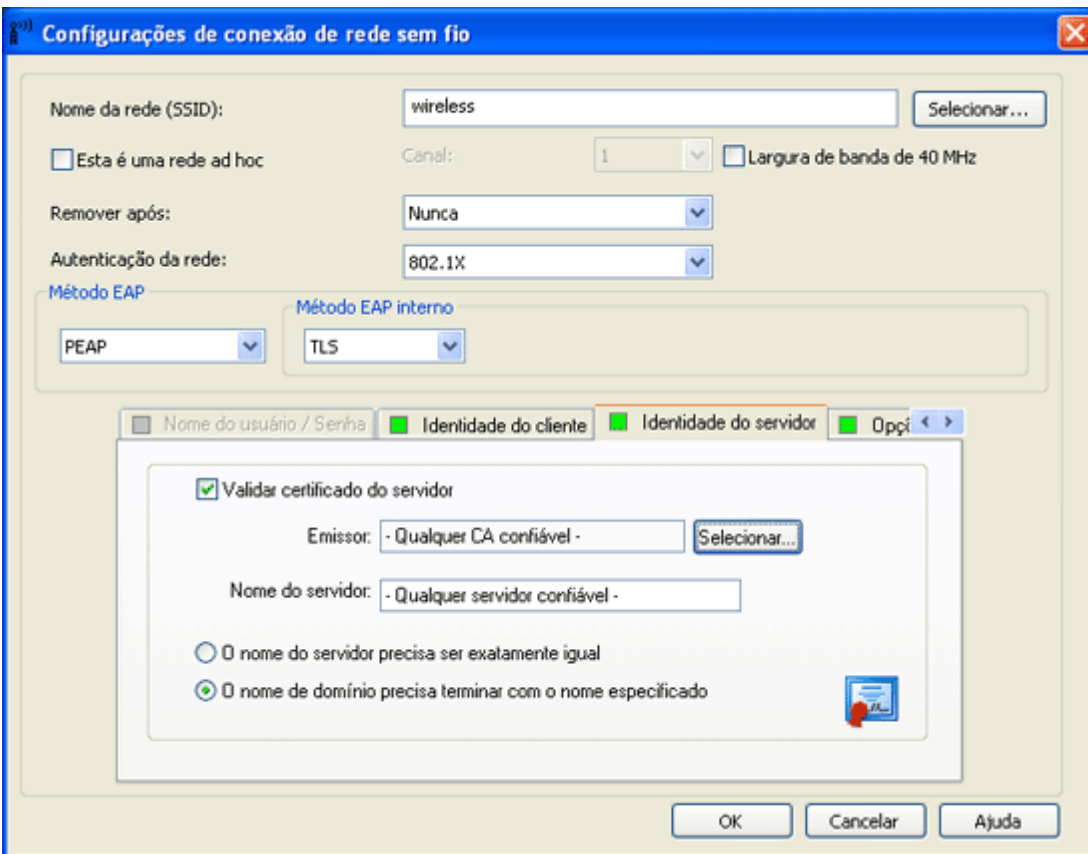 Configurações de conexão de rede sem fio
Nome da rede (SSID): wireless Selecionar...
Esta é uma rede ad hoc Canal: 1 Largura de banda de 40 MHz
Remover após: Nunca
Autenticação da rede: 802.1X
Método EAP
Método EAP interno
PEAP TLS
Nome do usuário / Senha Identidade do cliente Identidade do servidor Opçõ
Validar certificado do servidor
Emissor: - Qualquer CA confiável - Selecionar...
Nome do servidor: - Qualquer servidor confiável -
O nome do servidor precisa ser exatamente igual
O nome de domínio precisa terminar com o nome especificado
OK Cancelar Ajuda